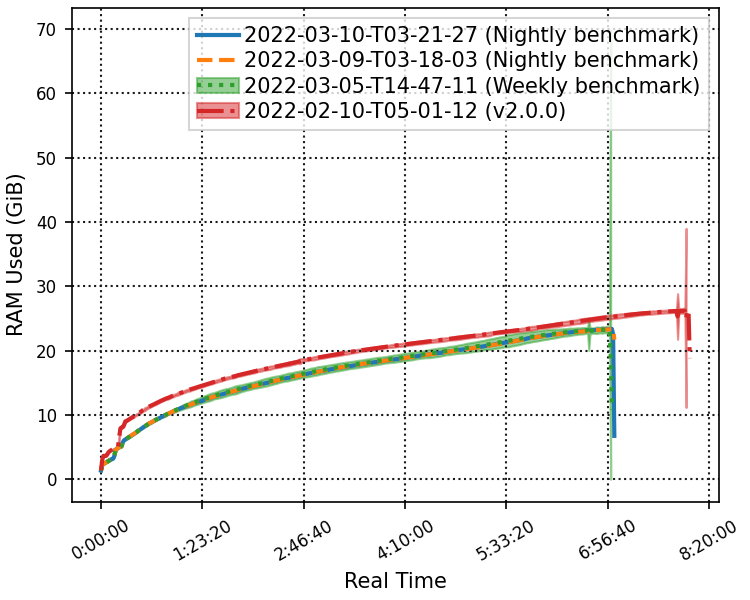 2022-03-10-T03-21-27 (Nightly benchmark)
2022-03-09-T03-18-03 (Nightly benchmark)
2022-03-05-T14-47-11 (Weekly benchmark)
2022-02-10-T05-01-12 (v2.0.0)
70
60
50
40
30
20
10
0
RAM Used (GiB)
0:00:00
1:23:20
2:46:40
4:10:00
5:33:20
6:56:40
8:20:00
Real Time